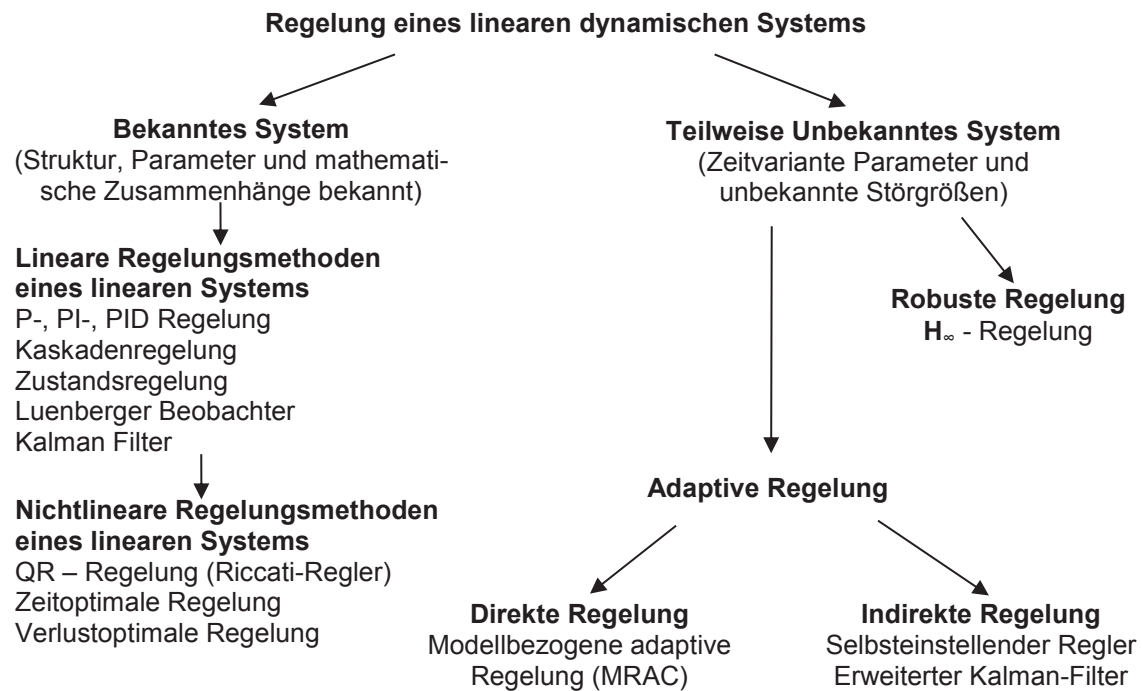 Regelung eines linearen dynamischen Systems
Bekanntes System
(Struktur, Parameter und mathemati-
sche Zusammenhänge bekannt)
Lineare Regelungsmethoden
eines linearen Systems
P-, PI-, PID Regelung
Kaskadenregelung
Zustandsregelung
Luenberger Beobachter
Kalman Filter
Nichtlineare Regelungsmethoden
eines linearen Systems
QR – Regelung (Riccati-Regler)
Zeitoptimale Regelung
Verlustoptimale Regelung
Teilweise Unbekanntes System
(Zeitvariante Parameter und
unbekannte Störgrößen)
Robuste Regelung
H∞ - Regelung
Adaptive Regelung
Direkte Regelung
Modellbezogene adaptive
Regelung (MRAC)
Indirekte Regelung
Selbsteinstellender Regler
Erweiterter Kalman-Filter